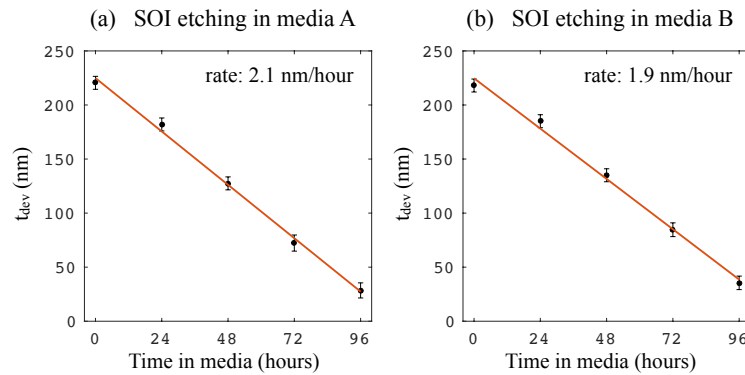 (a) SOI etching in media A
250
200
150
100
50
0
t_dev (nm)
rate: 2.1 nm/hour
0 24 48 72 96
Time in media (hours)
(b) SOI etching in media B
250
200
150
100
50
0
t_dev (nm)
rate: 1.9 nm/hour
0 24 48 72 96
Time in media (hours)